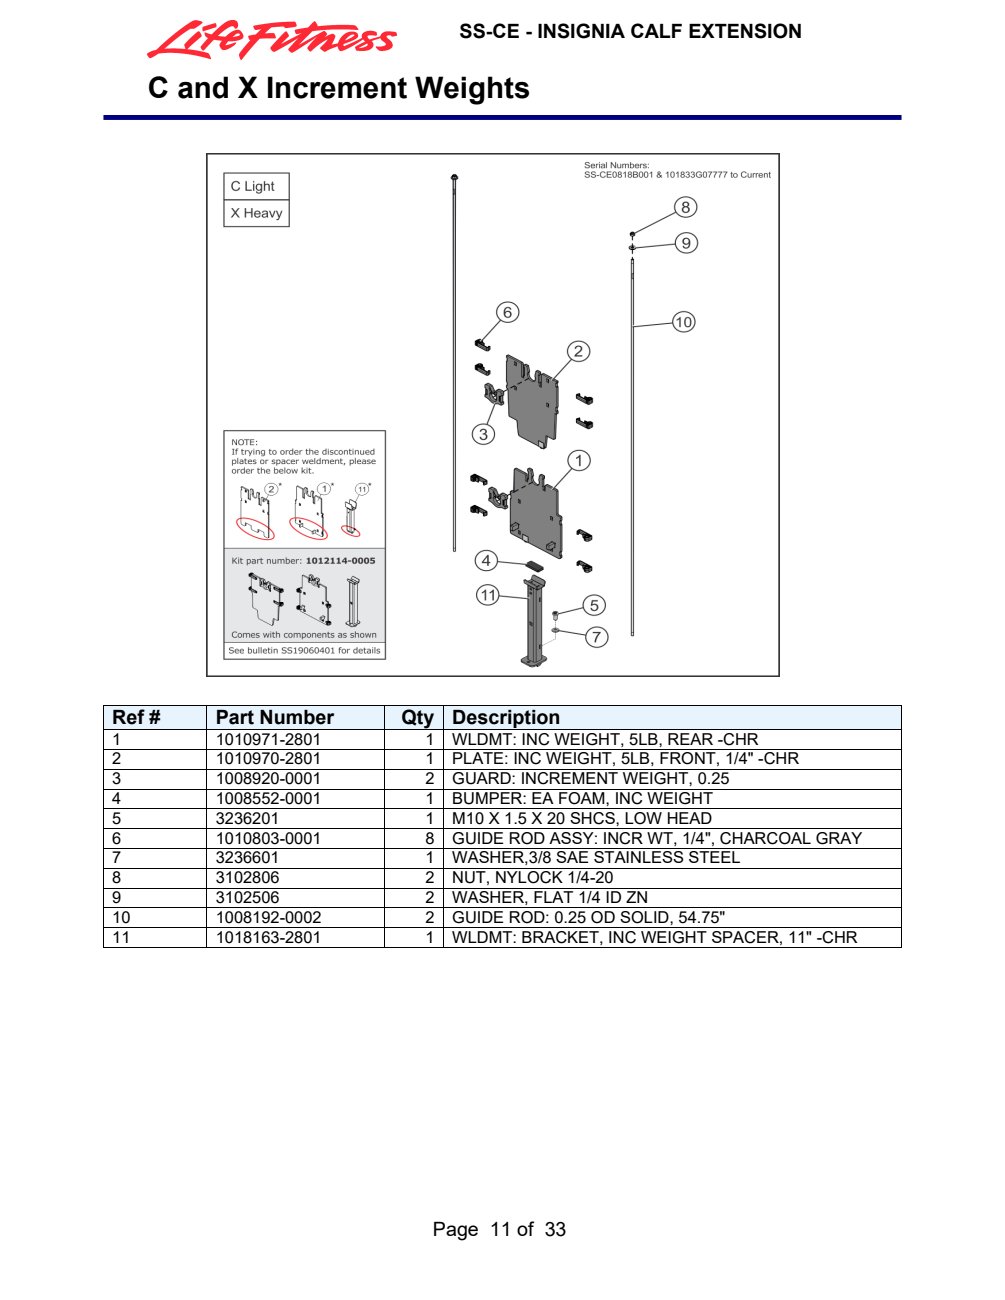 LifeFitness
SS-CE - INSIGNIA CALF EXTENSION
C and X Increment Weights
C Light
X Heavy
Serial Numbers:
SS-CE0818B001 & 101833G07777 to Current
8
9
10
6
2
3
1
4
11
5
7
NOTE:
If trying to order the discontinued
plates or spacer weldment, please
order the below kit.
2*
1*
11*
Kit part number: 1012114-0005
Comes with components as shown
See bulletin SS19060401 for details
Ref # Part Number Qty Description
1 1010971-2801 1 WLDMT: INC WEIGHT, 5LB, REAR -CHR
2 1010970-2801 1 PLATE: INC WEIGHT, 5LB, FRONT, 1/4" -CHR
3 1008920-0001 2 GUARD: INCREMENT WEIGHT, 0.25
4 1008552-0001 1 BUMPER: EA FOAM, INC WEIGHT
5 3236201 1 M10 X 1.5 X 20 SHCS, LOW HEAD
6 1010803-0001 8 GUIDE ROD ASSY: INCR WT, 1/4", CHARCOAL GRAY
7 3236601 1 WASHER,3/8 SAE STAINLESS STEEL
8 3102806 2 NUT, NYLOCK 1/4-20
9 3102506 2 WASHER, FLAT 1/4 ID ZN
10 1008192-0002 2 GUIDE ROD: 0.25 OD SOLID, 54.75"
11 1018163-2801 1 WLDMT: BRACKET, INC WEIGHT SPACER, 11" -CHR
Page 11 of 33